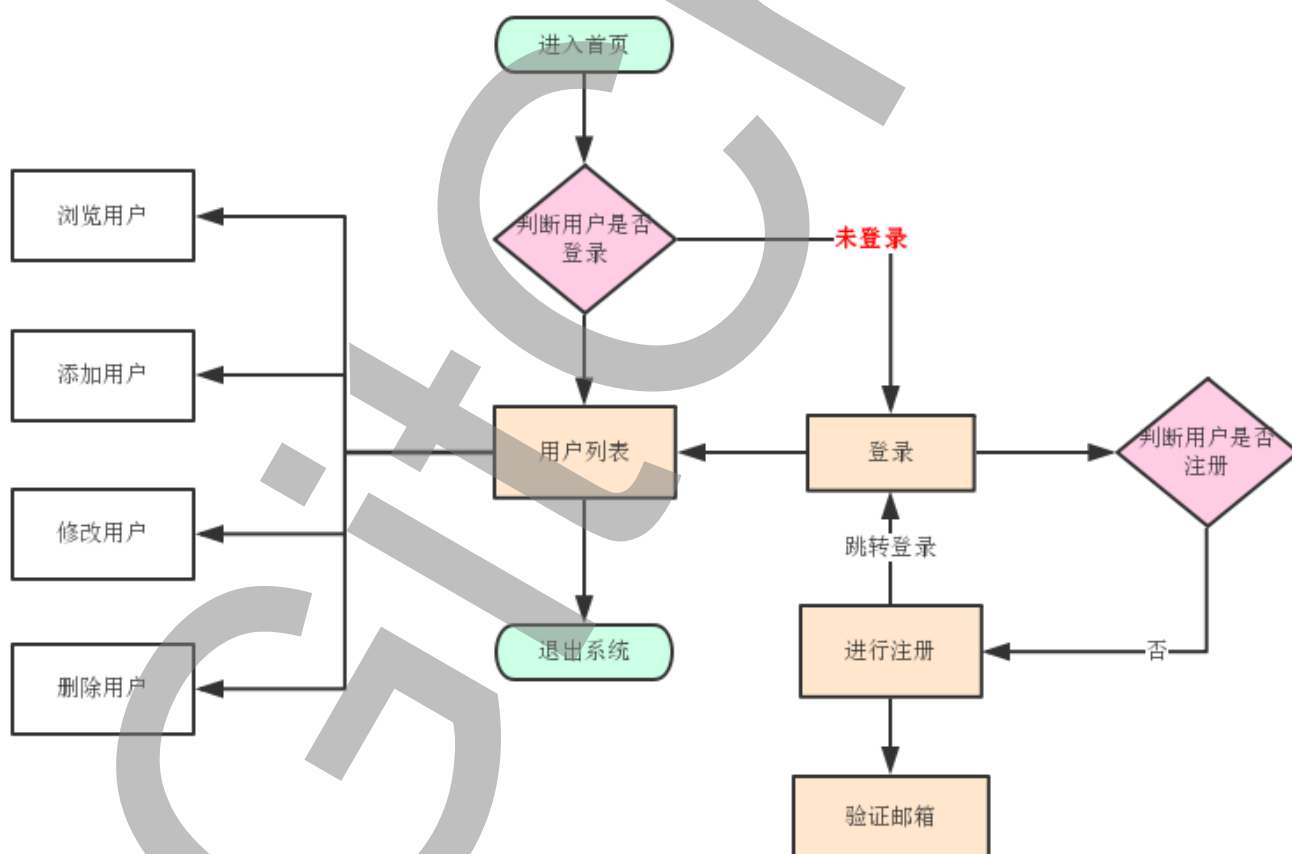 进入首页
判断用户是否
登录
未登录
浏览用户
添加用户
用户列表
登录
判断用户是否
注册
修改用户
跳转登录
退出系统
进行注册
否
删除用户
验证邮箱